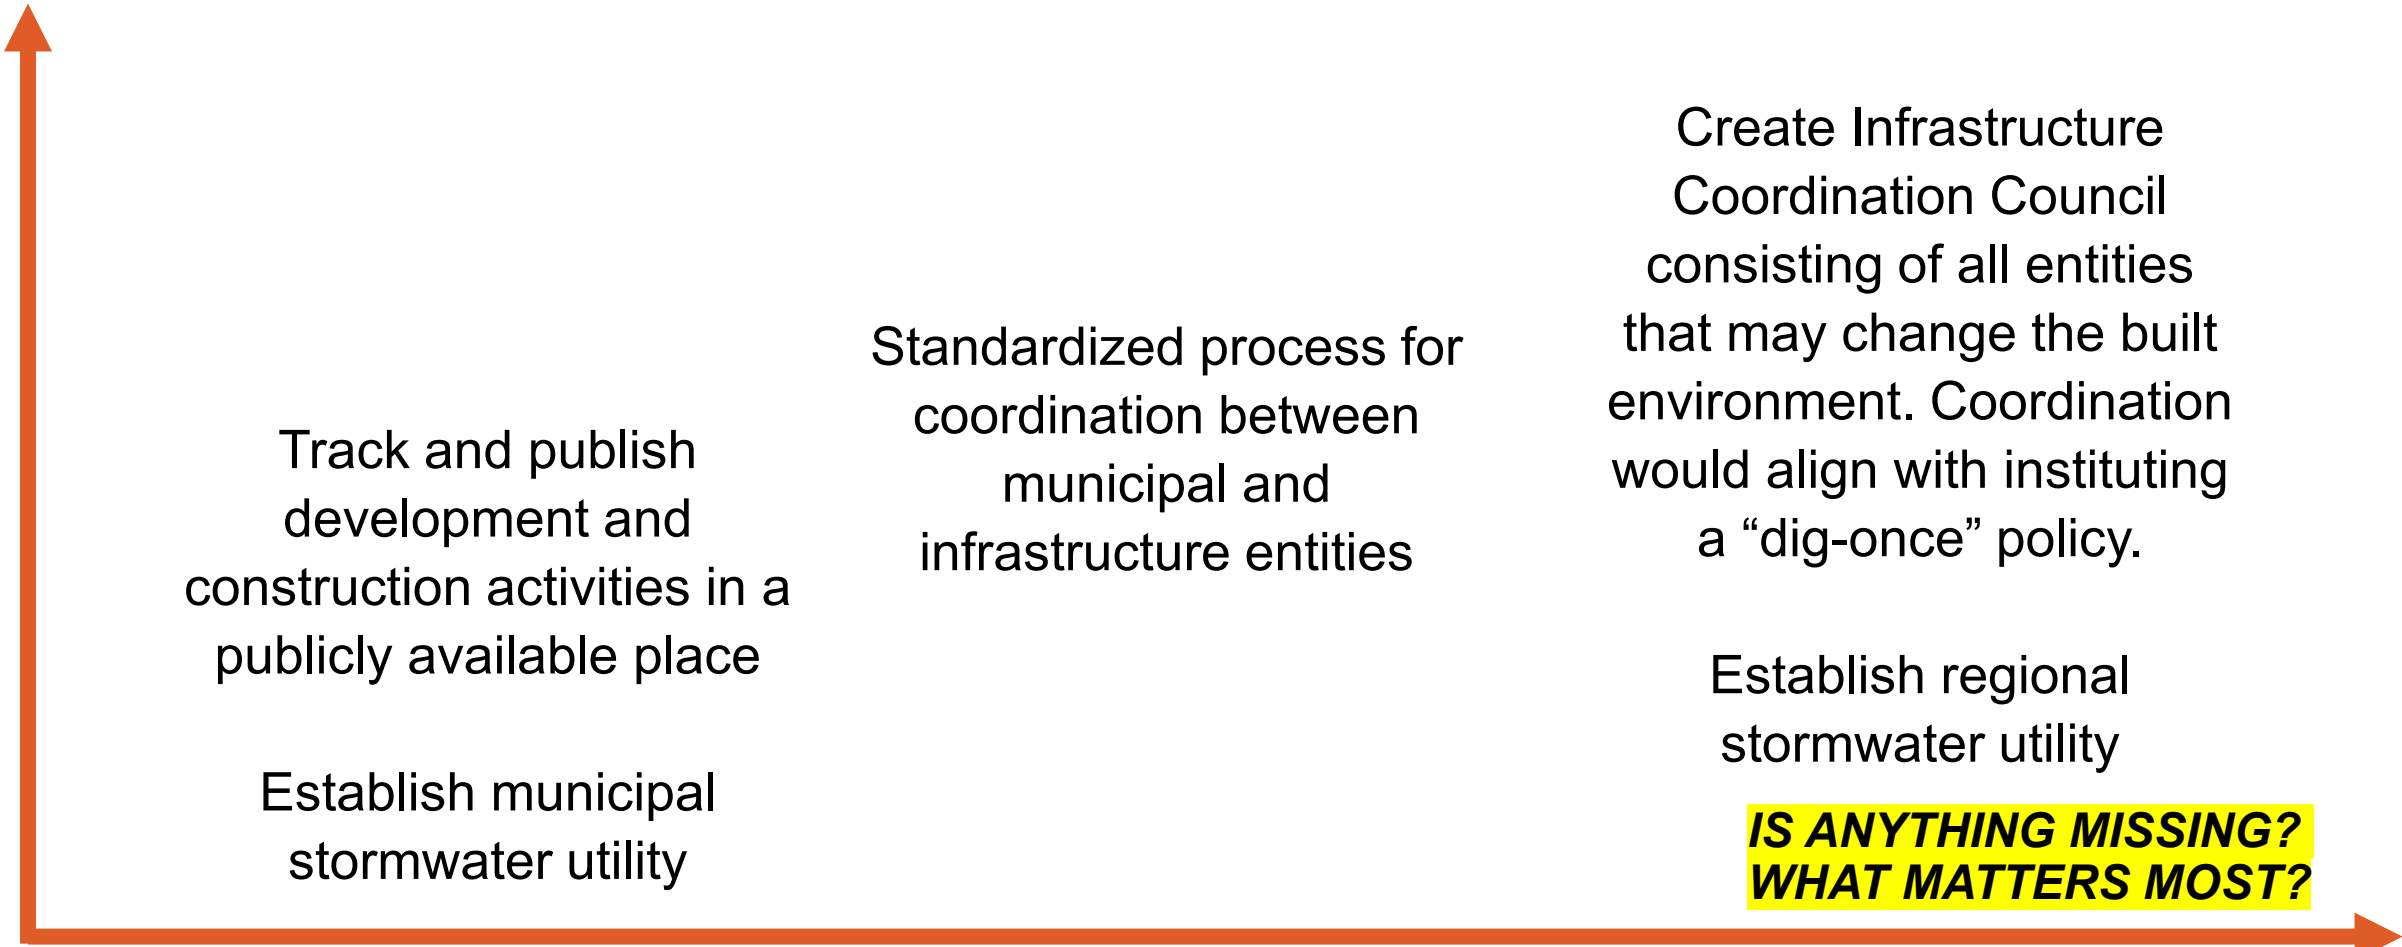 Track and publish
development and
construction activities in a
publicly available place
Establish municipal
stormwater utility
Standardized process for
coordination between
municipal and
infrastructure entities
Create Infrastructure
Coordination Council
consisting of all entities
that may change the built
environment. Coordination
would align with instituting
a “dig-once” policy.
Establish regional
stormwater utility
IS ANYTHING MISSING?
WHAT MATTERS MOST?